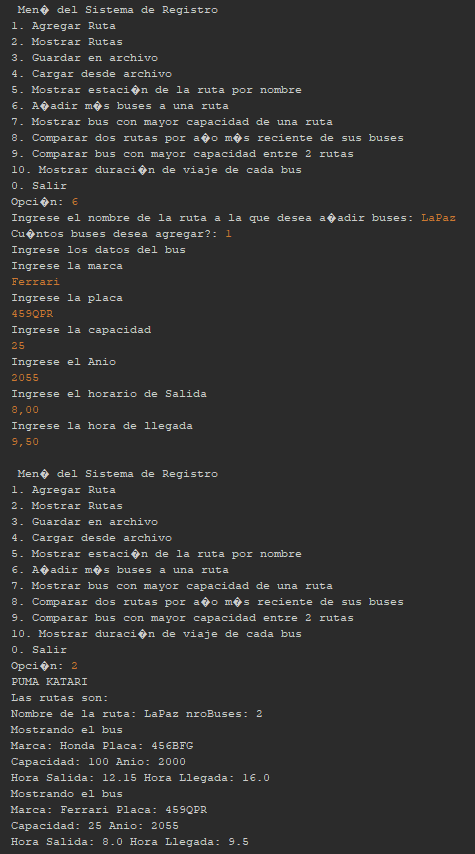 Men� del Sistema de Registro
1. Agregar Ruta
2. Mostrar Rutas
3. Guardar en archivo
4. Cargar desde archivo
5. Mostrar estaci�n de la ruta por nombre
6. A�adir m�s buses a una ruta
7. Mostrar bus con mayor capacidad de una ruta
8. Comparar dos rutas por a�o m�s reciente de sus buses
9. Comparar bus con mayor capacidad entre 2 rutas
10. Mostrar duraci�n de viaje de cada bus
0. Salir
Opci�n: 6
Ingrese el nombre de la ruta a la que desea a�adir buses: LaPaz
Cu�ntos buses desea agregar?: 1
Ingrese los datos del bus
Ingrese la marca
Ferrari
Ingrese la placa
459QPR
Ingrese la capacidad
25
Ingrese el Anio
2055
Ingrese el horario de Salida
8,00
Ingrese la hora de llegada
9,50
Men� del Sistema de Registro
1. Agregar Ruta
2. Mostrar Rutas
3. Guardar en archivo
4. Cargar desde archivo
5. Mostrar estaci�n de la ruta por nombre
6. A�adir m�s buses a una ruta
7. Mostrar bus con mayor capacidad de una ruta
8. Comparar dos rutas por a�o m�s reciente de sus buses
9. Comparar bus con mayor capacidad entre 2 rutas
10. Mostrar duraci�n de viaje de cada bus
0. Salir
Opci�n: 2
PUMA KATARI
Las rutas son:
Nombre de la ruta: LaPaz nroBuses: 2
Mostrando el bus
Marca: Honda Placa: 456BFG
Capacidad: 100 Anio: 2000
Hora Salida: 12.15 Hora Llegada: 16.0
Mostrando el bus
Marca: Ferrari Placa: 459QPR
Capacidad: 25 Anio: 2055
Hora Salida: 8.0 Hora Llegada: 9.5